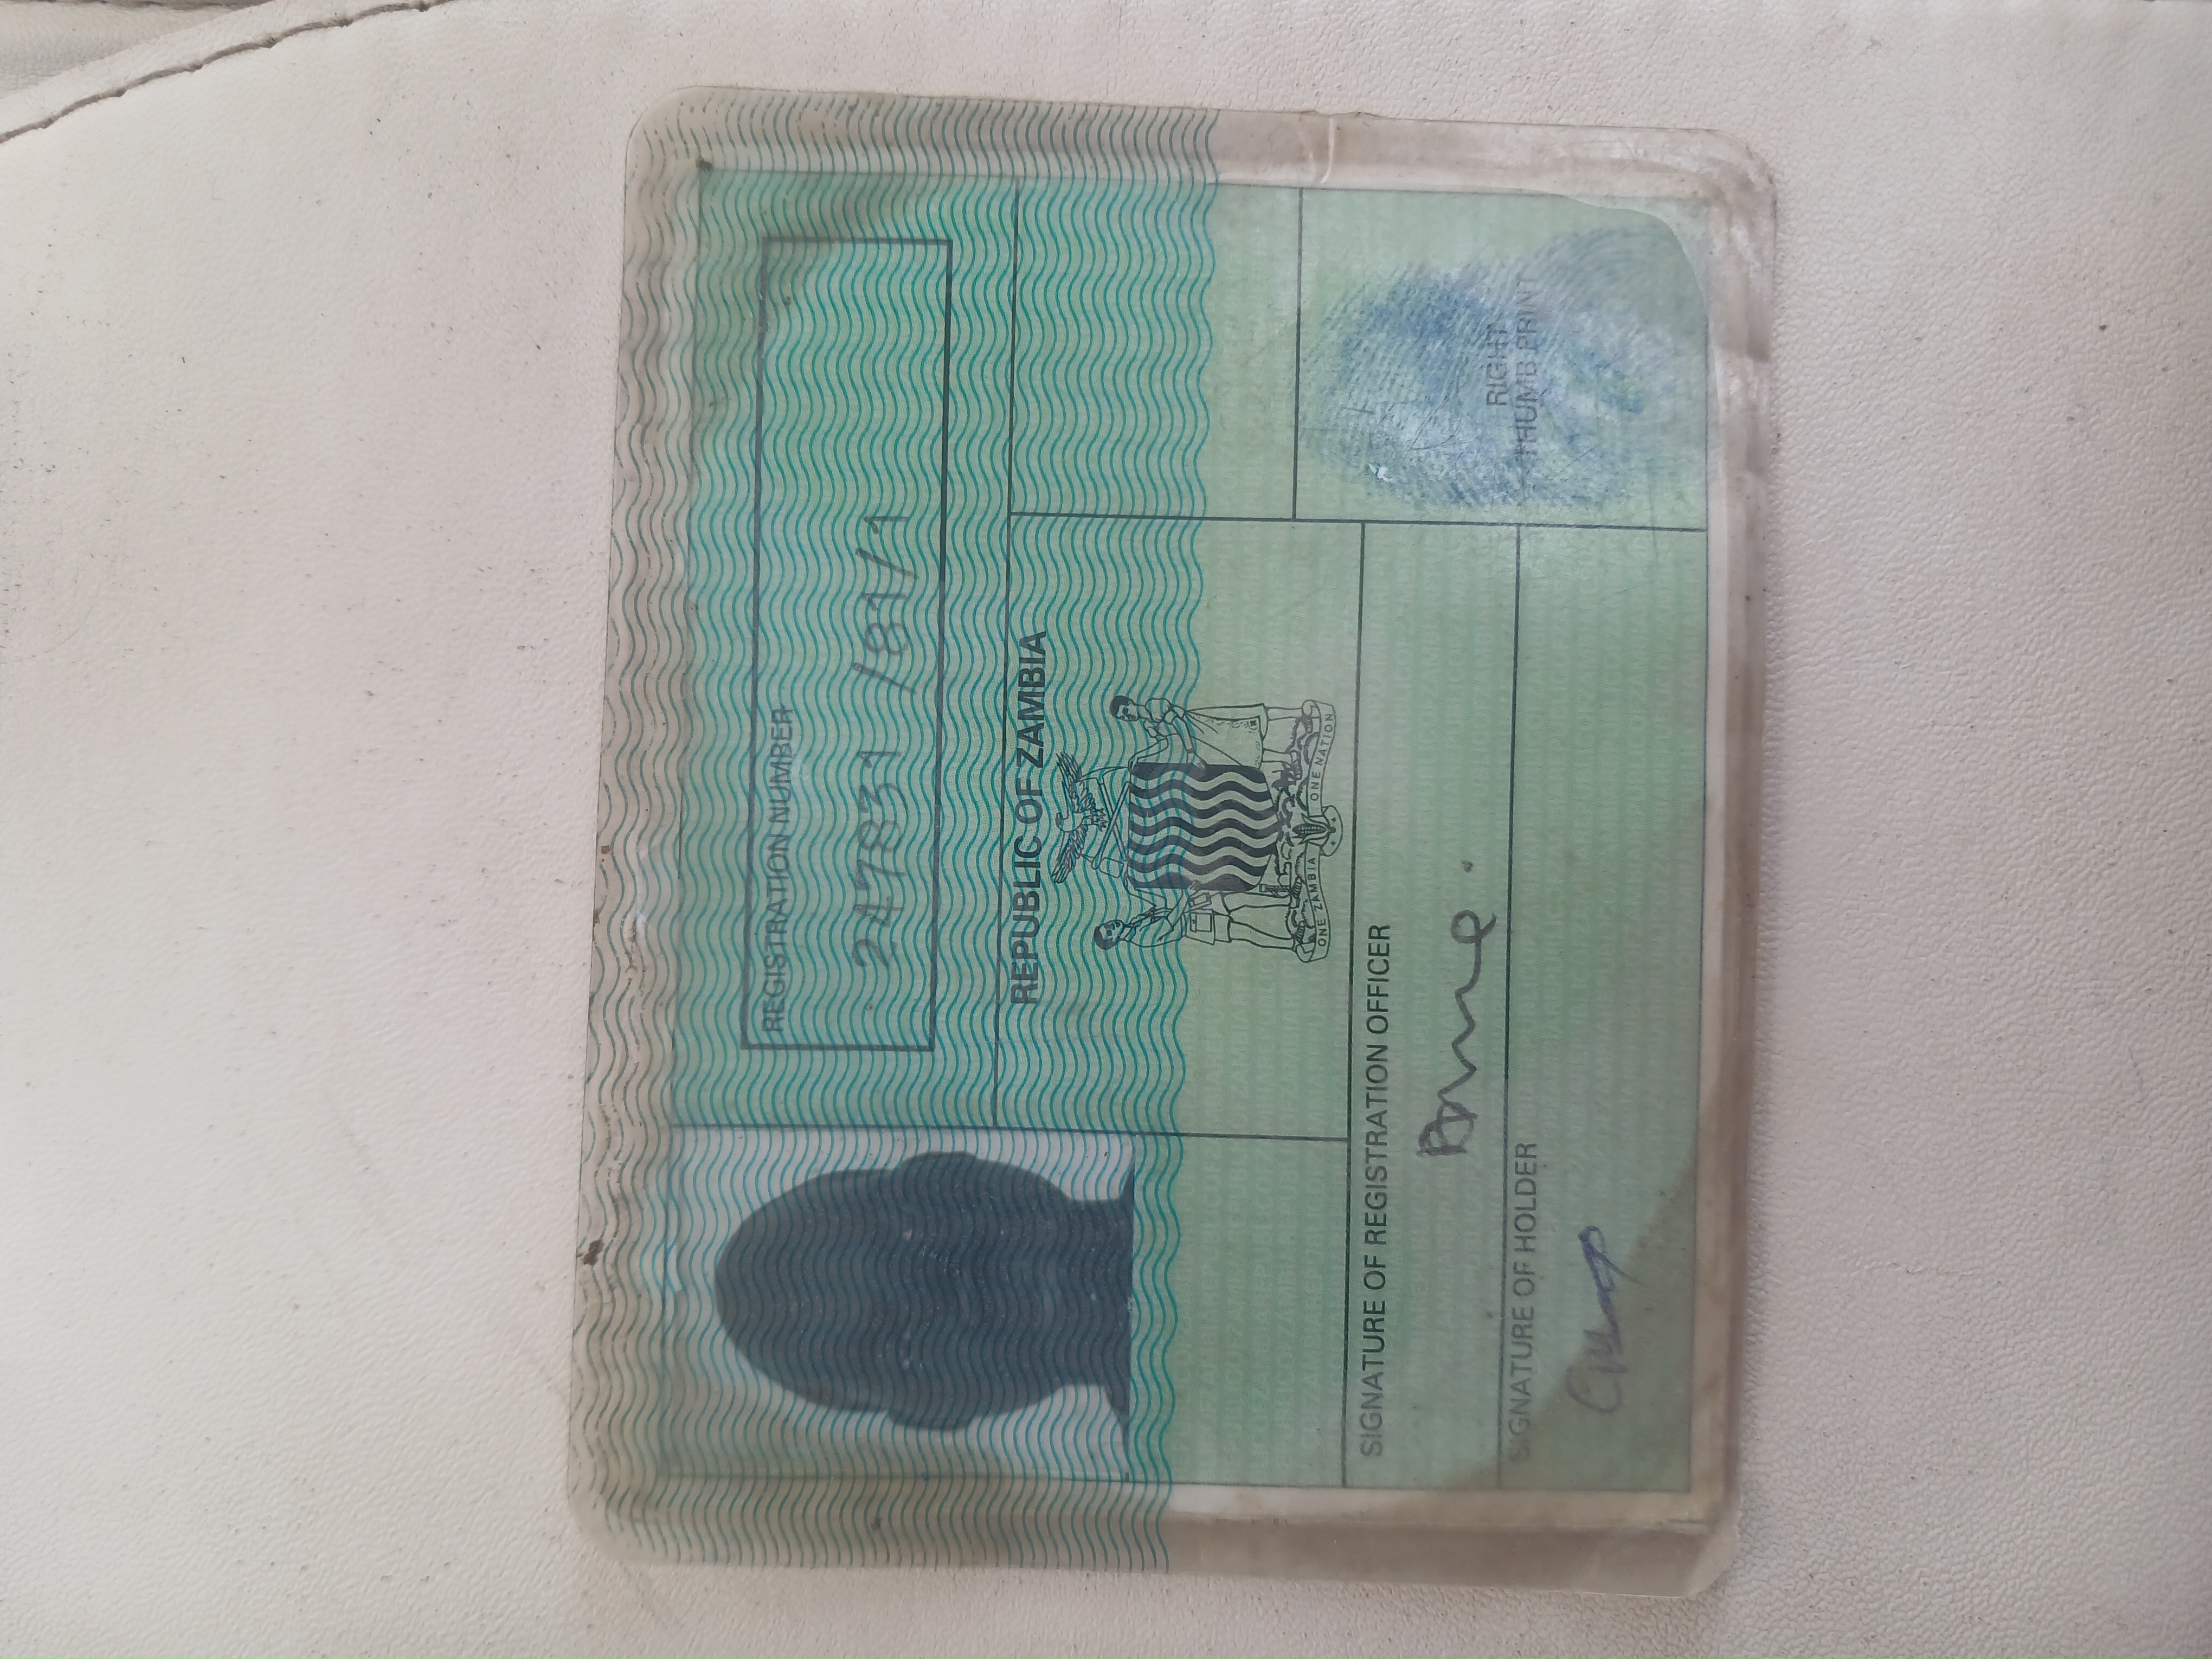 REGISTRATION NUMBER
247831/81/1
REPUBLIC OF ZAMBIA
ONE ZAMBIA ONE NATION
SIGNATURE OF REGISTRATION OFFICER
SIGNATURE OF HOLDER
RIGHT
THUMB PRINT